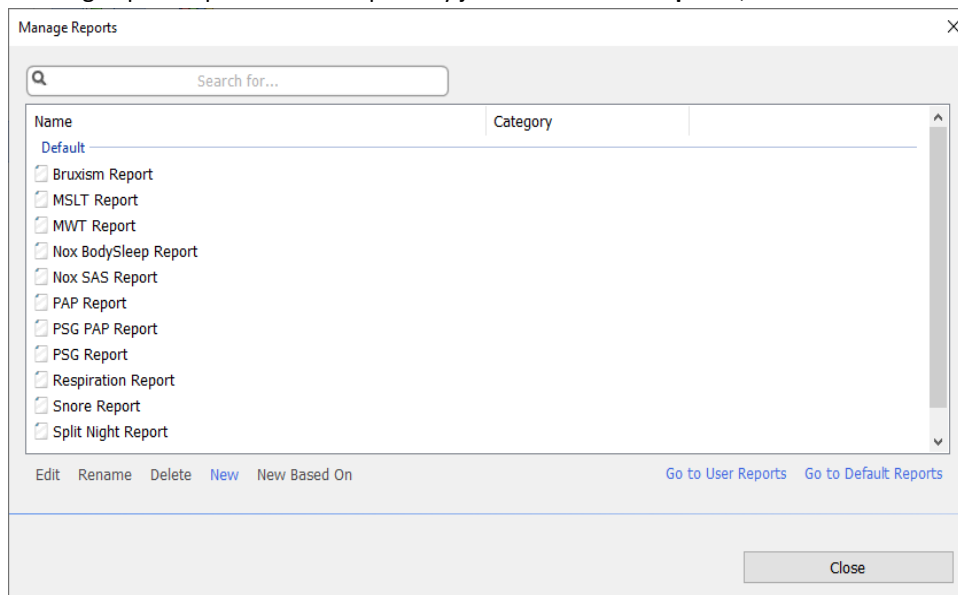 Manage Reports
Search for...
Name Category
Default
Bruxism Report
MSLT Report
MWT Report
Nox BodySleep Report
Nox SAS Report
PAP Report
PSG PAP Report
PSG Report
Respiration Report
Snore Report
Split Night Report
Edit Rename Delete New New Based On Go to User Reports Go to Default Reports
Close